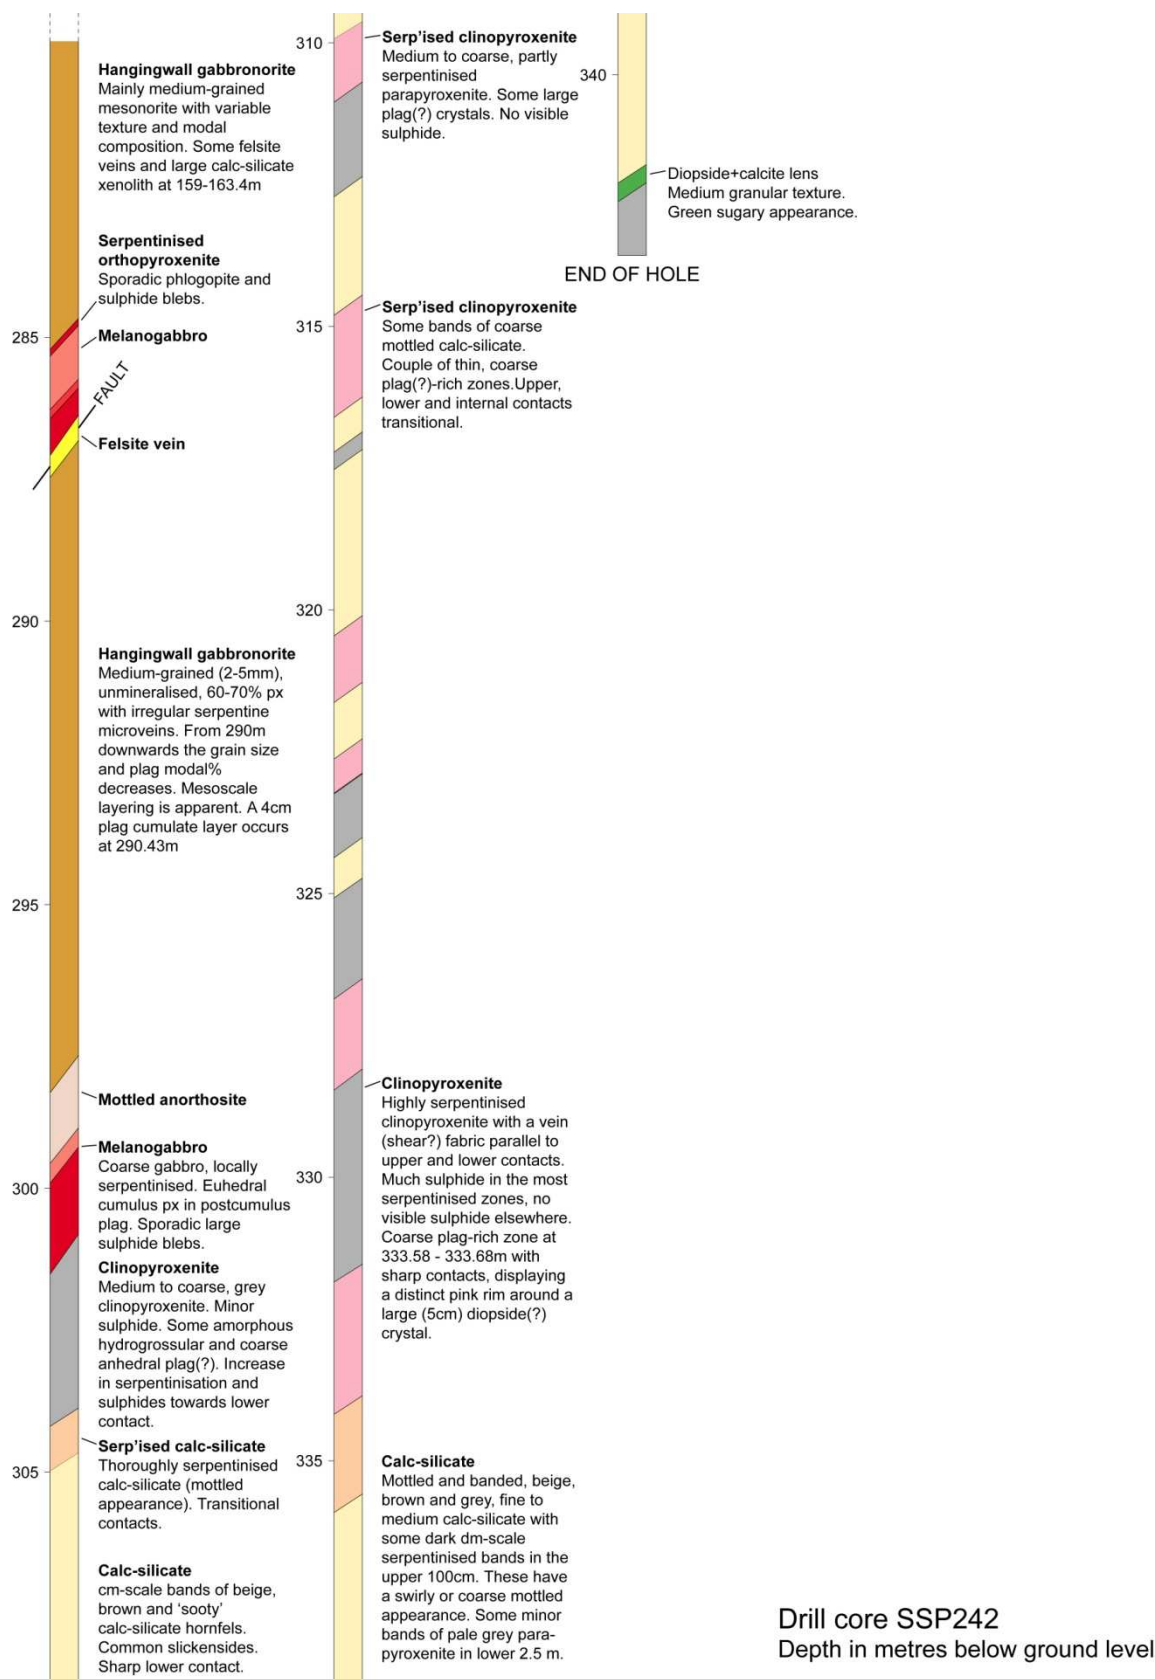 Hangingwall gabbronorite
Mainly medium-grained
mesonorite with variable
texture and modal
composition. Some felsite
veins and large calc-silicate
xenolith at 159-163.4m
Serpentinised
orthopyroxenite
Sporadic phlogopite and
sulphide blebs.
285
Melanogabbro
FAULT
Felsite vein
290
Hangingwall gabbronorite
Medium-grained (2-5mm),
unmineralised, 60-70% px
with irregular serpentine
microveins. From 290m
downwards the grain size
and plag modal%
decreases. Mesoscale
layering is apparent. A 4cm
plag cumulate layer occurs
at 290.43m
295
Mottled anorthosite
Melanogabbro
Coarse gabbro, locally
serpentinised. Euhedral
cumulus px in postcumulus
plag. Sporadic large
sulphide blebs.
300
Clinopyroxenite
Medium to coarse, grey
clinopyroxenite. Minor
sulphide. Some amorphous
hydrogrossular and coarse
anhedral plag(?). Increase
in serpentinisation and
sulphides towards lower
contact.
Serp'ised calc-silicate
Thoroughly serpentinised
calc-silicate (mottled
appearance). Transitional
contacts.
305
Calc-silicate
cm-scale bands of beige,
brown and ‘sooty’
calc-silicate hornfels.
Common slickensides.
Sharp lower contact.
310
Serp'ised clinopyroxenite
Medium to coarse, partly
serpentinised
parapyroxenite. Some large
plag(?) crystals. No visible
sulphide.
315
Serp'ised clinopyroxenite
Some bands of coarse
mottled calc-silicate.
Couple of thin, coarse
plag(?)-rich zones.Upper,
lower and internal contacts
transitional.
320
325
Clinopyroxenite
Highly serpentinised
clinopyroxenite with a vein
(shear?) fabric parallel to
upper and lower contacts.
Much sulphide in the most
serpentinised zones, no
visible sulphide elsewhere.
Coarse plag-rich zone at
333.58 - 333.68m with
sharp contacts, displaying
a distinct pink rim around a
large (5cm) diopside(?)
crystal.
330
335
Calc-silicate
Mottled and banded, beige,
brown and grey, fine to
medium calc-silicate with
some dark dm-scale
serpentinised bands in the
upper 100cm. These have
a swirly or coarse mottled
appearance. Some minor
bands of pale grey para-
pyroxenite in lower 2.5 m.
340
Diopside+calcite lens
Medium granular texture.
Green sugary appearance.
END OF HOLE
Drill core SSP242
Depth in metres below ground level